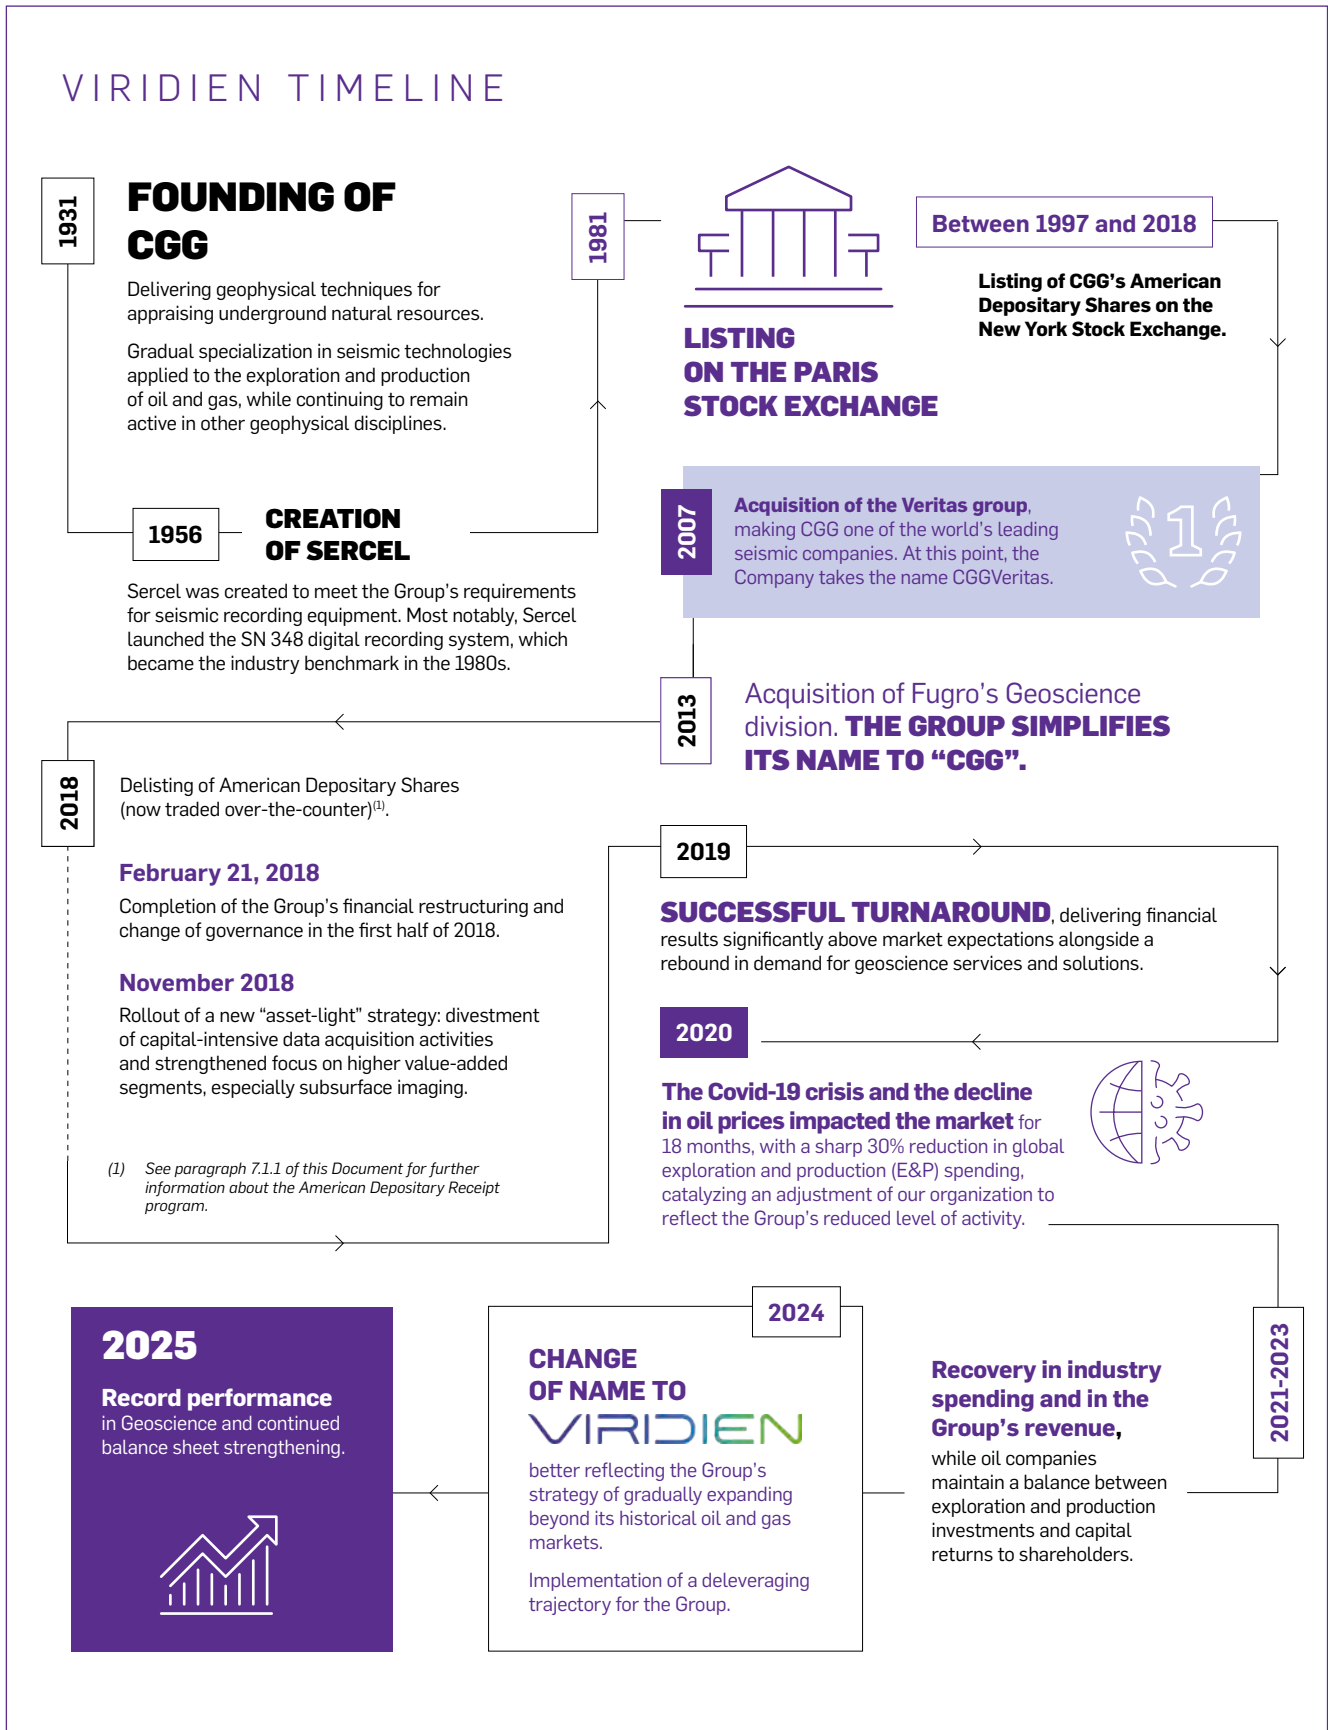 VIRIDIEN TIMELINE
1931
FOUNDING OF
CGG
Delivering geophysical techniques for
appraising underground natural resources.
Gradual specialization in seismic technologies
applied to the exploration and production
of oil and gas, while continuing to remain
active in other geophysical disciplines.
1956
CREATION
OF SERCEL
Sercel was created to meet the Group's requirements
for seismic recording equipment. Most notably, Sercel
launched the SN 348 digital recording system, which
became the industry benchmark in the 1980s.
1981
LISTING
ON THE PARIS
STOCK EXCHANGE
Between 1997 and 2018
Listing of CGG's American
Depositary Shares on the
New York Stock Exchange.
2007
Acquisition of the Veritas group,
making CGG one of the world's leading
seismic companies. At this point, the
Company takes the name CGGVeritas.
1
2013
Acquisition of Fugro's Geoscience
division. THE GROUP SIMPLIFIES
ITS NAME TO “CGG”.
2018
Delisting of American Depositary Shares
(now traded over-the-counter)(1).
February 21, 2018
Completion of the Group's financial restructuring and
change of governance in the first half of 2018.
November 2018
Rollout of a new “asset-light” strategy: divestment
of capital-intensive data acquisition activities
and strengthened focus on higher value-added
segments, especially subsurface imaging.
(1) See paragraph 7.1.1 of this Document for further
information about the American Depositary Receipt
program.
2019
SUCCESSFUL TURNAROUND, delivering financial
results significantly above market expectations alongside a
rebound in demand for geoscience services and solutions.
2020
The Covid-19 crisis and the decline
in oil prices impacted the market for
18 months, with a sharp 30% reduction in global
exploration and production (E&P) spending,
catalyzing an adjustment of our organization to
reflect the Group's reduced level of activity.
2021-2023
Recovery in industry
spending and in the
Group's revenue,
while oil companies
maintain a balance between
exploration and production
investments and capital
returns to shareholders.
2024
CHANGE
OF NAME TO
VIRIDIEN
better reflecting the Group's
strategy of gradually expanding
beyond its historical oil and gas
markets.
Implementation of a deleveraging
trajectory for the Group.
2025
Record performance
in Geoscience and continued
balance sheet strengthening.